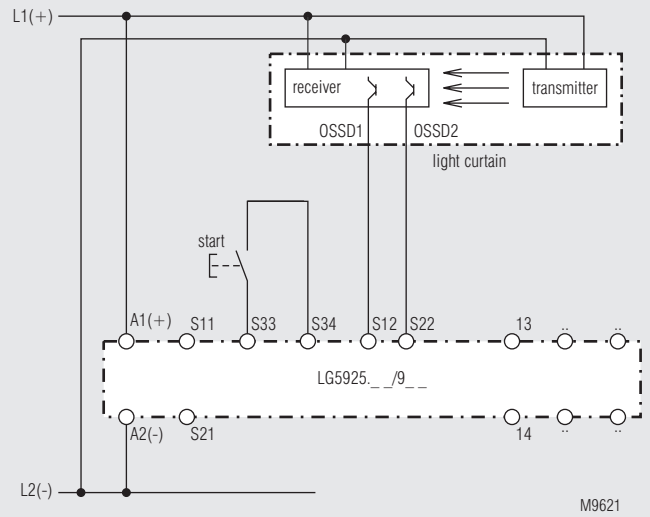 L1(+)
receiver
transmitter
OSSD1 OSSD2
light curtain
start
A1(+) S11 S33 S34 S12 S22 13 .. ..
LG5925._ _/9_ _
A2(-) S21 14 .. ..
L2(-)
M9621